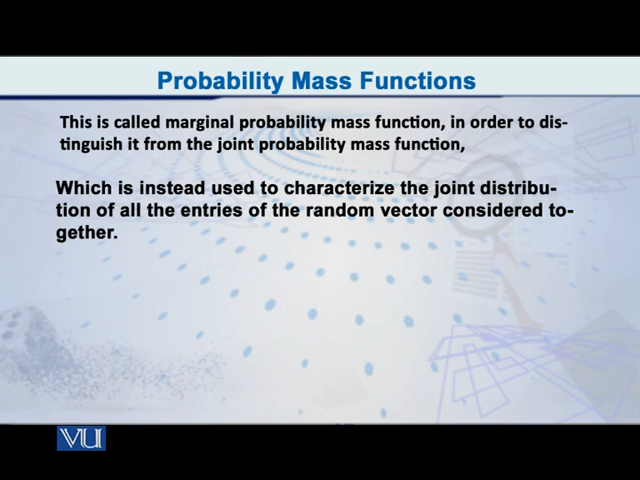 Probability Mass Functions
This is called marginal probability mass function, in order to dis-
tinguish it from the joint probability mass function,
Which is instead used to characterize the joint distribu-
tion of all the entries of the random vector considered to-
gether.
VU